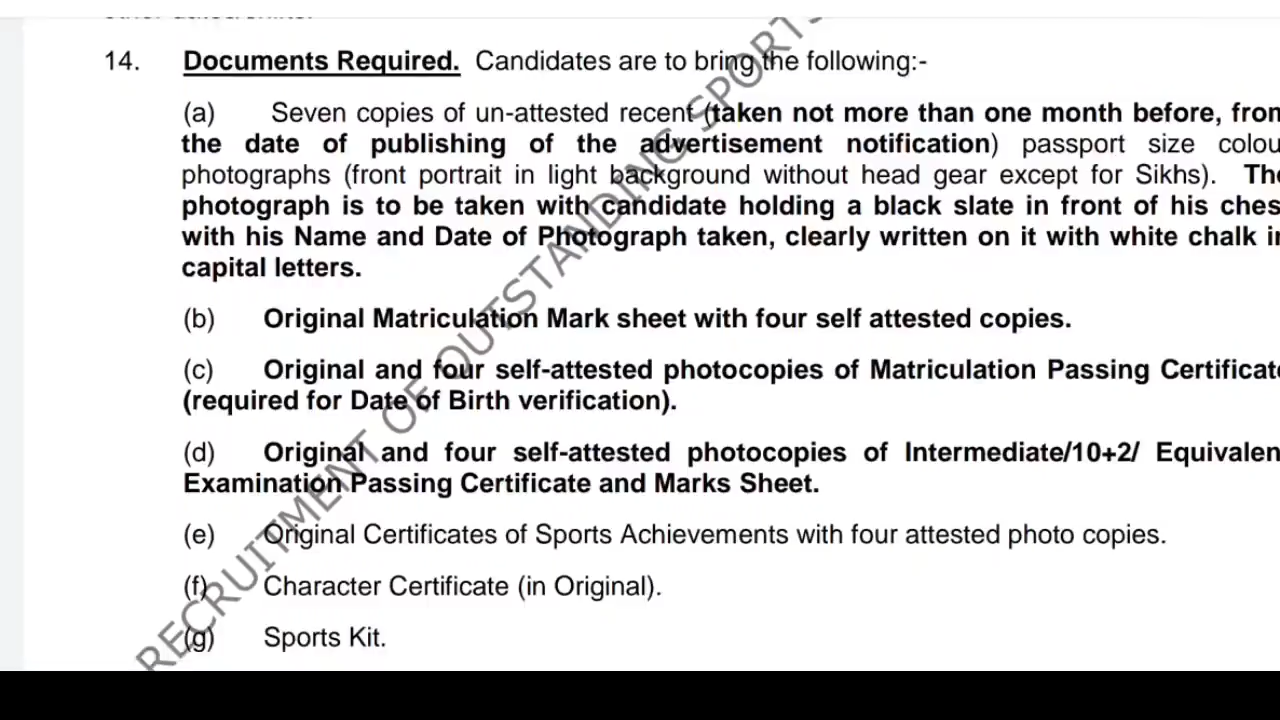 14. Documents Required. Candidates are to bring the following:-
(a) Seven copies of un-attested recent (taken not more than one month before, from
the date of publishing of the advertisement notification) passport size colou
photographs (front portrait in light background without head gear except for Sikhs). The
photograph is to be taken with candidate holding a black slate in front of his ches
with his Name and Date of Photograph taken, clearly written on it with white chalk in
capital letters.
(b) Original Matriculation Mark sheet with four self attested copies.
(c) Original and four self-attested photocopies of Matriculation Passing Certificate
(required for Date of Birth verification).
(d) Original and four self-attested photocopies of Intermediate/10+2/ Equivalen
Examination Passing Certificate and Marks Sheet.
(e) Original Certificates of Sports Achievements with four attested photo copies.
(f) Character Certificate (in Original).
(g) Sports Kit.
RECRUITMENT OF OUTSTANDING SPORTS